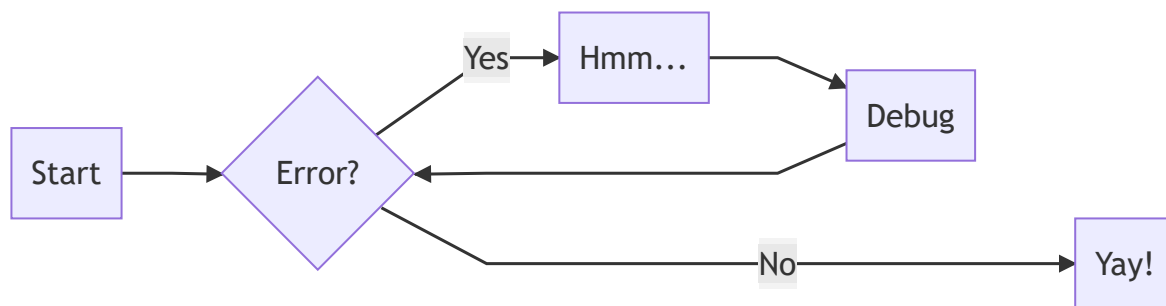 Start
Error?
Yes
Hmm...
Debug
No
Yay!